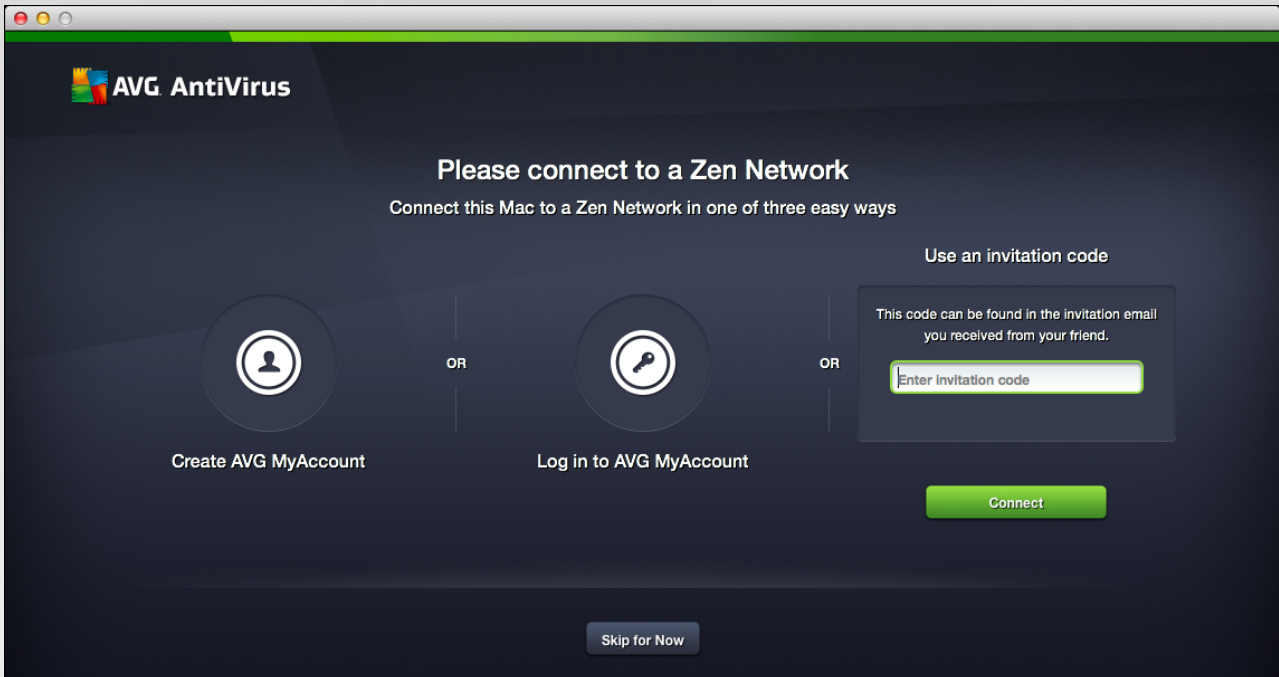 AVG AntiVirus
Please connect to a Zen Network
Connect this Mac to a Zen Network in one of three easy ways
Create AVG MyAccount
OR
Log in to AVG MyAccount
OR
Use an invitation code
This code can be found in the invitation email
you received from your friend.
Enter invitation code
Connect
Skip for Now